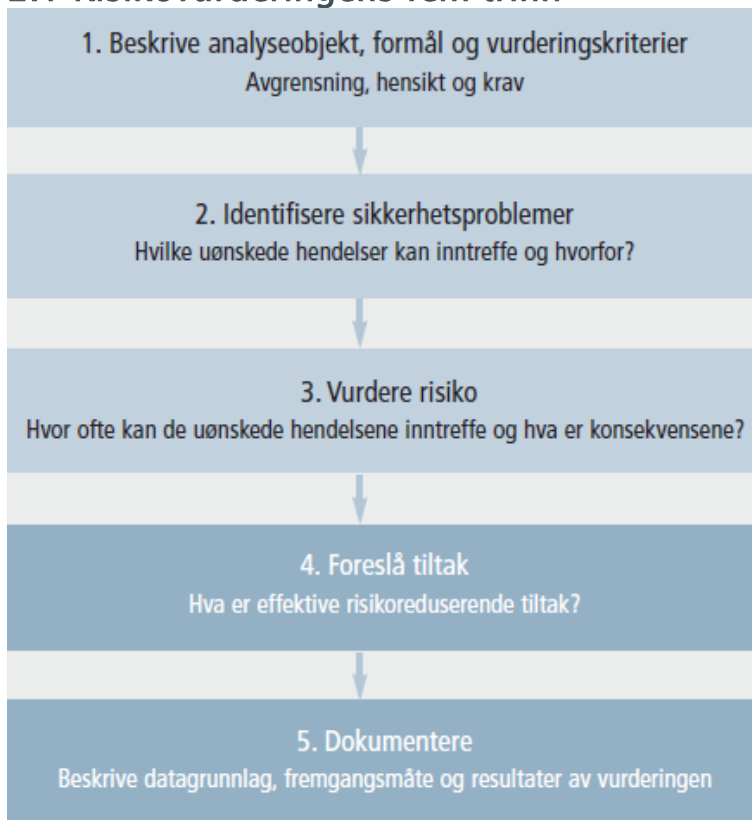 1. Beskrive analyseobjekt, formål og vurderingskriterier
Avgrensning, hensikt og krav
2. Identifisere sikkerhetsproblemer
Hvilke uønskede hendelser kan inntreffe og hvorfor?
3. Vurdere risiko
Hvor ofte kan de uønskede hendelsene inntreffe og hva er konsekvensene?
4. Foreslå tiltak
Hva er effektive risikoreduserende tiltak?
5. Dokumentere
Beskrive datagrunnlag, fremgangsmåte og resultater av vurderingen